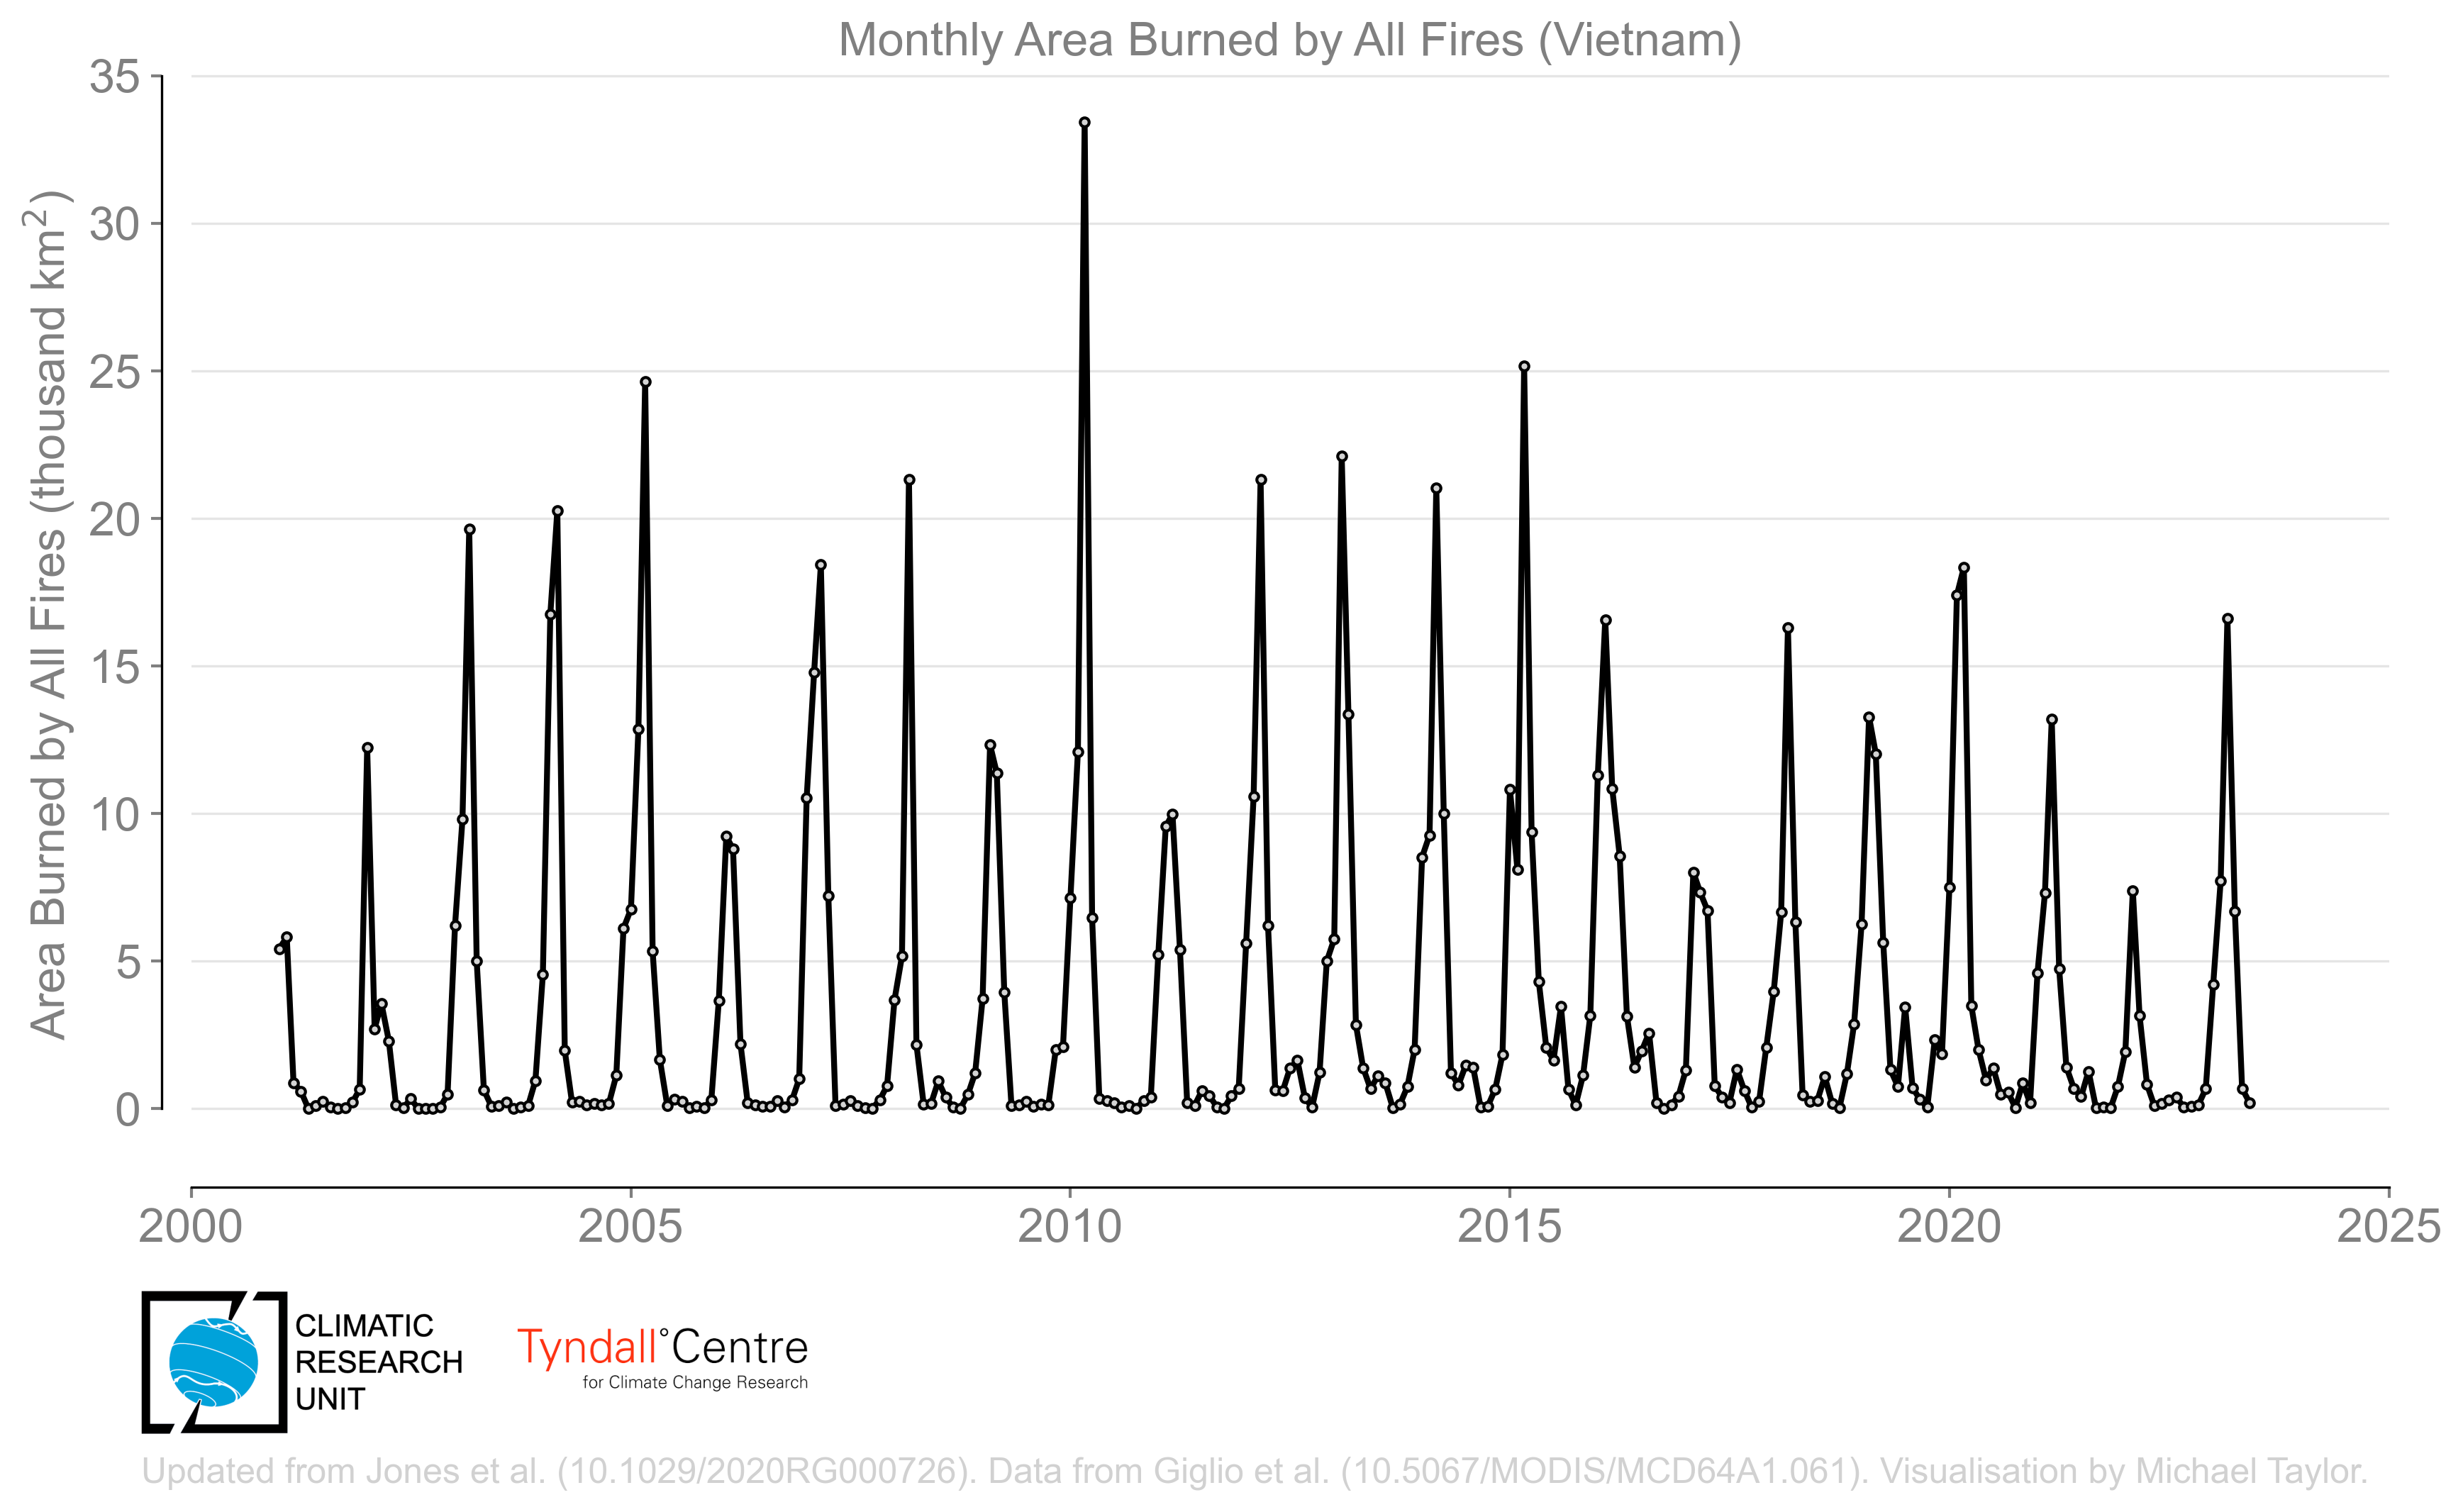 Monthly Area Burned by All Fires (Vietnam)
Area Burned by All Fires (thousand km²)
35
30
25
20
15
10
5
0
2000 2005 2010 2015 2020 2025
CLIMATIC
RESEARCH
UNIT
Tyndall°Centre
for Climate Change Research
Updated from Jones et al. (10.1029/2020RG000726). Data from Giglio et al. (10.5067/MODIS/MCD64A1.061). Visualisation by Michael Taylor.